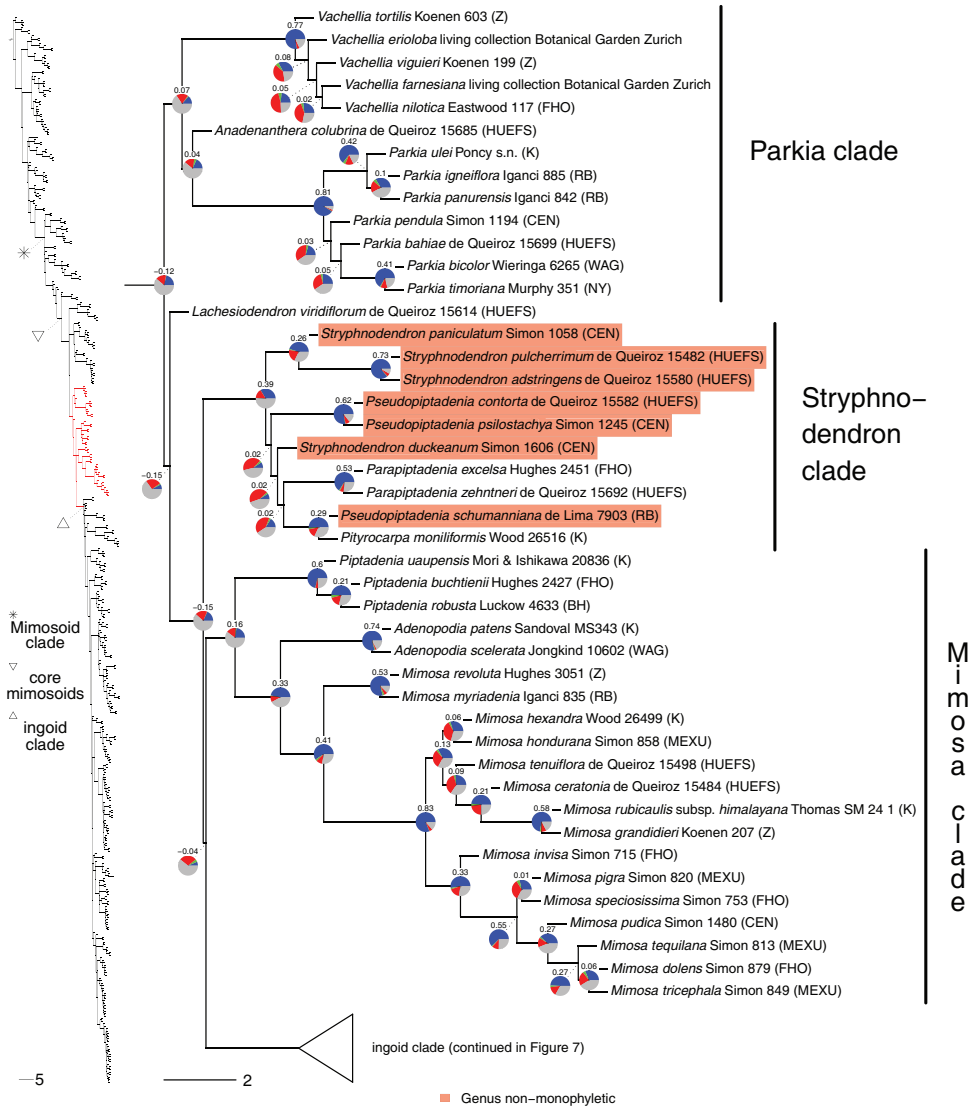 0.77
Vachellia tortilis Koenen 603 (Z)
Vachellia erioloba living collection Botanical Garden Zurich
0.08
Vachellia viguieri Koenen 199 (Z)
0.05
Vachellia farnesiana living collection Botanical Garden Zurich
0.02
Vachellia nilotica Eastwood 117 (FHO)
0.07
Anadenanthera colubrina de Queiroz 15685 (HUEFS)
0.04
0.42
Parkia ulei Poncy s.n. (K)
0.1
Parkia igneiflora Iganci 885 (RB)
Parkia panurensis Iganci 842 (RB)
0.81
Parkia pendula Simon 1194 (CEN)
0.03
Parkia bahiae de Queiroz 15699 (HUEFS)
0.05
0.41
Parkia bicolor Wieringa 6265 (WAG)
Parkia timoriana Murphy 351 (NY)
Parkia clade
−0.12
Lachesiodendron viridiflorum de Queiroz 15614 (HUEFS)
Stryphnodendron paniculatum Simon 1058 (CEN)
0.26
0.73
Stryphnodendron pulcherrimum de Queiroz 15482 (HUEFS)
Stryphnodendron adstringens de Queiroz 15580 (HUEFS)
0.39
0.62
Pseudopiptadenia contorta de Queiroz 15582 (HUEFS)
Pseudopiptadenia psilostachya Simon 1245 (CEN)
0.02
Stryphnodendron duckeanum Simon 1606 (CEN)
0.02
0.53
Parapiptadenia excelsa Hughes 2451 (FHO)
Parapiptadenia zehntneri de Queiroz 15692 (HUEFS)
0.02
0.29
Pseudopiptadenia schumanniana de Lima 7903 (RB)
Pityrocarpa moniliformis Wood 26516 (K)
Stryphno−
dendron
clade
−0.15
−0.15
0.16
0.6
Piptadenia uaupensis Mori & Ishikawa 20836 (K)
0.21
Piptadenia buchtienii Hughes 2427 (FHO)
Piptadenia robusta Luckow 4633 (BH)
0.74
Adenopodia patens Sandoval MS343 (K)
Adenopodia scelerata Jongkind 10602 (WAG)
0.33
0.53
Mimosa revoluta Hughes 3051 (Z)
Mimosa myriadenia Iganci 835 (RB)
0.41
0.06
Mimosa hexandra Wood 26499 (K)
Mimosa hondurana Simon 858 (MEXU)
0.13
Mimosa tenuiflora de Queiroz 15498 (HUEFS)
0.09
Mimosa ceratonia de Queiroz 15484 (HUEFS)
0.21
0.58
Mimosa rubicaulis subsp. himalayana Thomas SM 24 1 (K)
Mimosa grandidieri Koenen 207 (Z)
0.83
Mimosa invisa Simon 715 (FHO)
0.33
0.01
Mimosa pigra Simon 820 (MEXU)
Mimosa speciosissima Simon 753 (FHO)
0.55
Mimosa pudica Simon 1480 (CEN)
0.27
Mimosa tequilana Simon 813 (MEXU)
0.27
0.06
Mimosa dolens Simon 879 (FHO)
Mimosa tricephala Simon 849 (MEXU)
Mimosa clade
−0.04
ingoid clade (continued in Figure 7)
Mimosoid
clade
core
mimosoids
ingoid
clade
5
2
Genus non−monophyletic